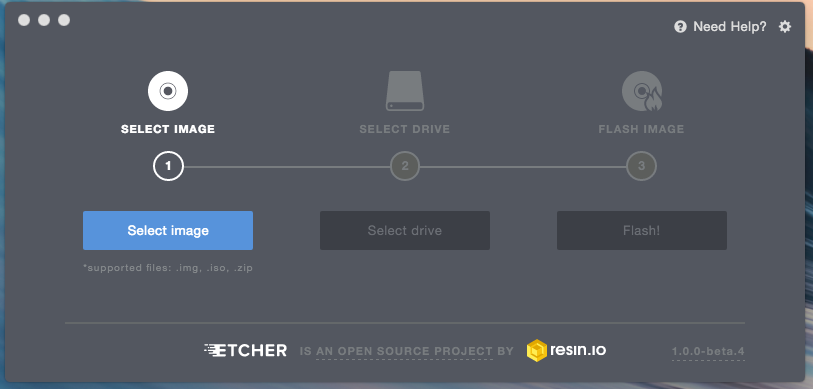 Need Help?
SELECT IMAGE
SELECT DRIVE
FLASH IMAGE
1
2
3
Select image
Select drive
Flash!
*supported files: .img, .iso, .zip
ETCHER IS AN OPEN SOURCE PROJECT BY resin.io
1.0.0-beta.4